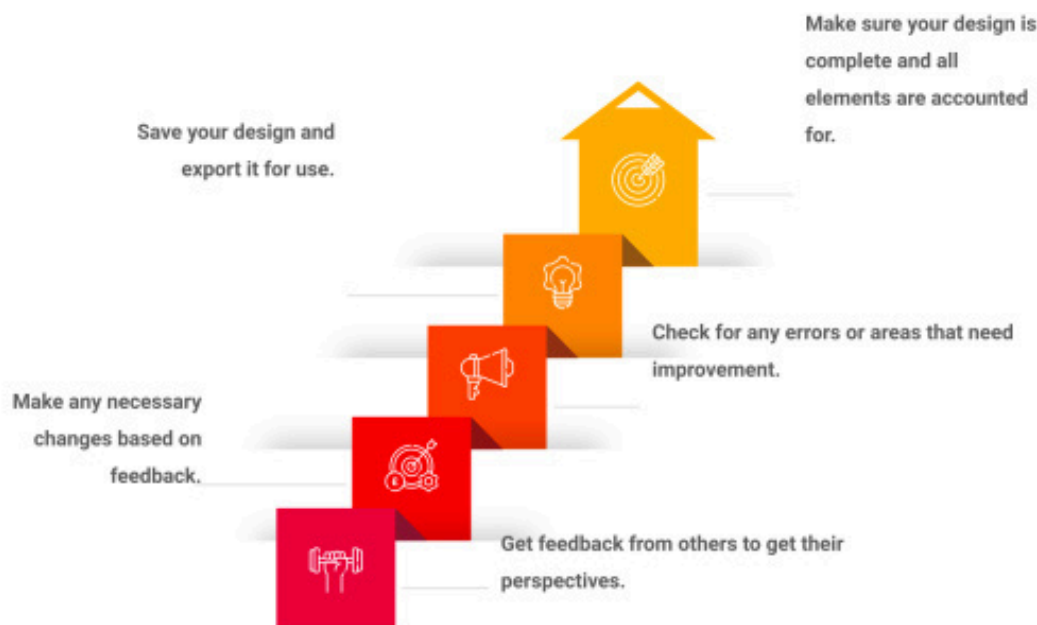 Make sure your design is
complete and all
elements are accounted
for.
Save your design and
export it for use.
Check for any errors or areas that need
improvement.
Make any necessary
changes based on
feedback.
Get feedback from others to get their
perspectives.